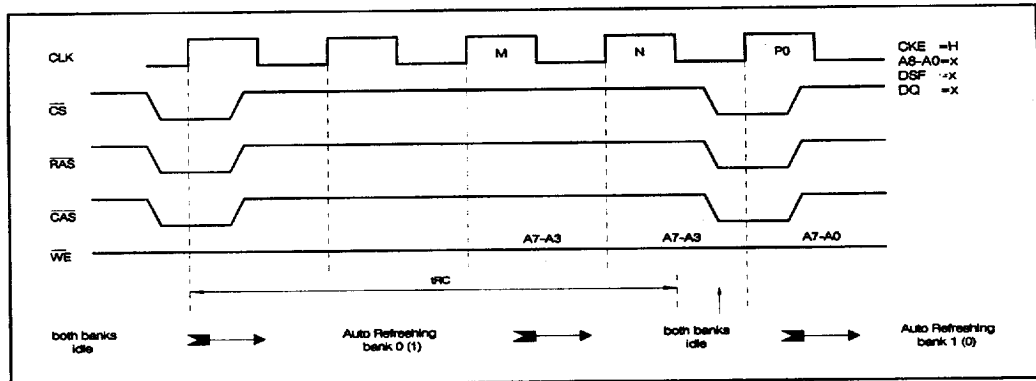 CLK
M
N
P0
CKE =H
A8-A0=x
DSF =x
DQ =x
CS
RAS
CAS
A7-A3
A7-A3
A7-A0
WE
tRC
both banks
idle
Auto Refreshing
bank 0 (1)
both banks
idle
Auto Refreshing
bank 1 (0)